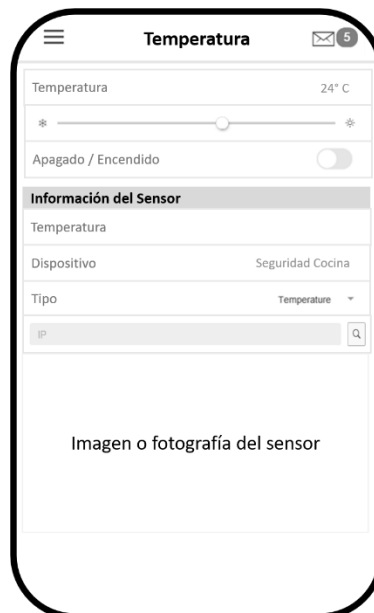 Temperatura 5
Temperatura 24° C
Apagado / Encendido
Información del Sensor
Temperatura
Dispositivo Seguridad Cocina
Tipo Temperature
IP
Imagen o fotografía del sensor